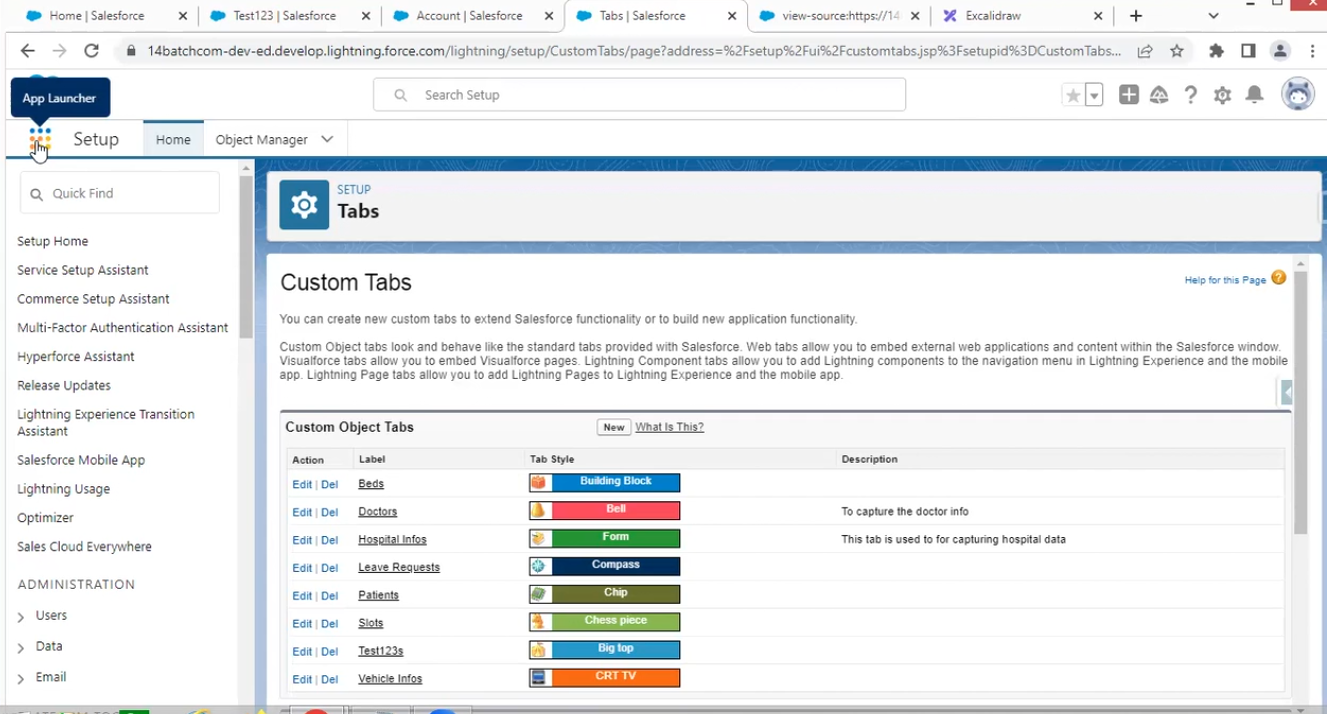 Home | Salesforce
Test123 | Salesforce
Account | Salesforce
Tabs | Salesforce
view-source:https://14
Excalidraw
14batchcom-dev-ed.develop.lightning.force.com/lightning/setup/CustomTabs/page?address=%2Fsetup%2Fui%2Fcustomtabs.jsp%3Fsetupid%3DCustomTabs...
App Launcher
Search Setup
Setup
Home
Object Manager
Quick Find
Setup Home
Service Setup Assistant
Commerce Setup Assistant
Multi-Factor Authentication Assistant
Hyperforce Assistant
Release Updates
Lightning Experience Transition
Assistant
Salesforce Mobile App
Lightning Usage
Optimizer
Sales Cloud Everywhere
ADMINISTRATION
Users
Data
Email
SETUP
Tabs
Custom Tabs
Help for this Page ?
You can create new custom tabs to extend Salesforce functionality or to build new application functionality.
Custom Object tabs look and behave like the standard tabs provided with Salesforce. Web tabs allow you to embed external web applications and content within the Salesforce window.
Visualforce tabs allow you to embed Visualforce pages. Lightning Component tabs allow you to add Lightning components to the navigation menu in Lightning Experience and the mobile
app. Lightning Page tabs allow you to add Lightning Pages to Lightning Experience and the mobile app.
Custom Object Tabs New What Is This?
Action Label Tab Style Description
Edit | Del Beds Building Block
Edit | Del Doctors Bell To capture the doctor info
Edit | Del Hospital Infos Form This tab is used to for capturing hospital data
Edit | Del Leave Requests Compass
Edit | Del Patients Chip
Edit | Del Slots Chess piece
Edit | Del Test123s Big top
Edit | Del Vehicle Infos CRT TV